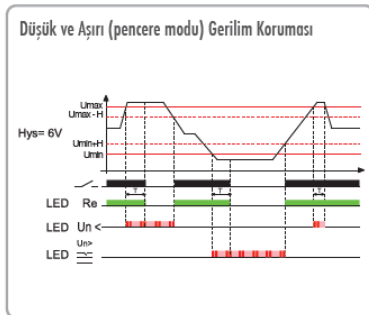 Düşük ve Aşırı (pencere modu) Gerilim Koruması
Umax
Umax - H
Hys= 6V
Umin+H
Umin
T
T
T
LED Re
LED Un <
Un>
LED